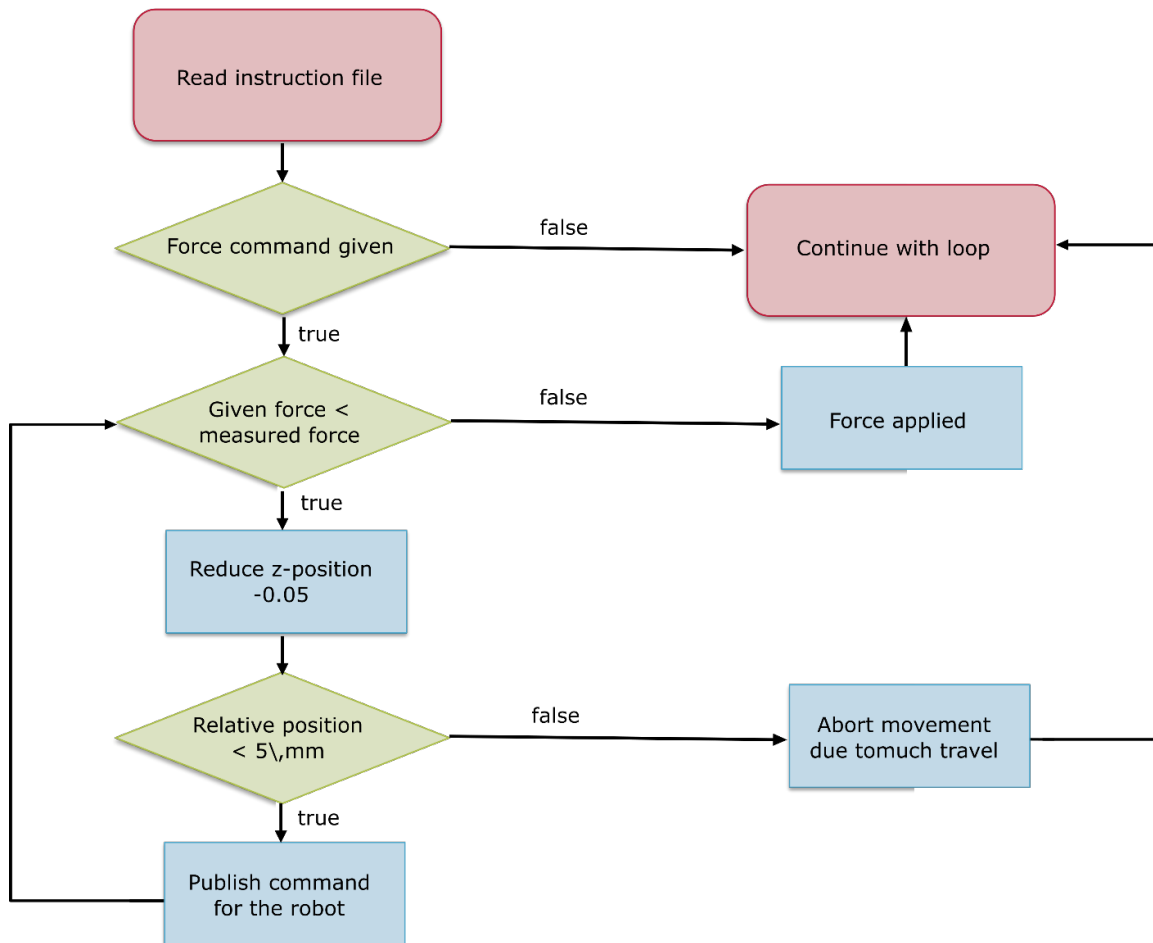 Read instruction file
Force command given
false
Continue with loop
true
Given force <
measured force
false
Force applied
true
Reduce z-position
-0.05
Relative position
< 5\,mm
false
Abort movement
due tomuch travel
true
Publish command
for the robot